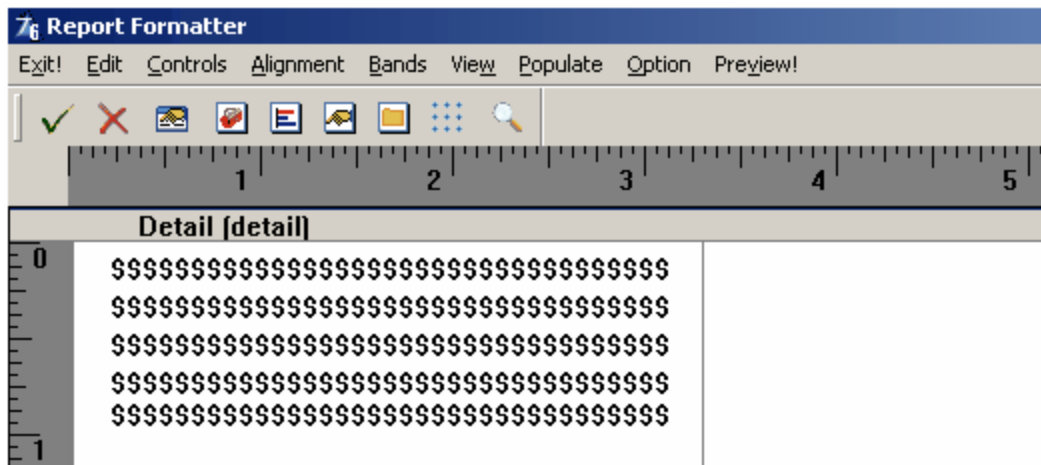 Report Formatter
Exit! Edit Controls Alignment Bands View Populate Option Preview!
1 2 3 4 5
Detail (detail)
0
$$$$$$$$$$$$$$$$$$$$$$$$$$$$$$$$$$$
$$$$$$$$$$$$$$$$$$$$$$$$$$$$$$$$$$$
$$$$$$$$$$$$$$$$$$$$$$$$$$$$$$$$$$$
$$$$$$$$$$$$$$$$$$$$$$$$$$$$$$$$$$$
$$$$$$$$$$$$$$$$$$$$$$$$$$$$$$$$$$$
1